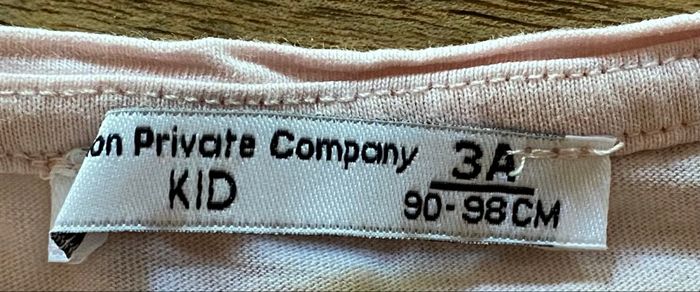 on Private Company
KID
3A
90-98CM